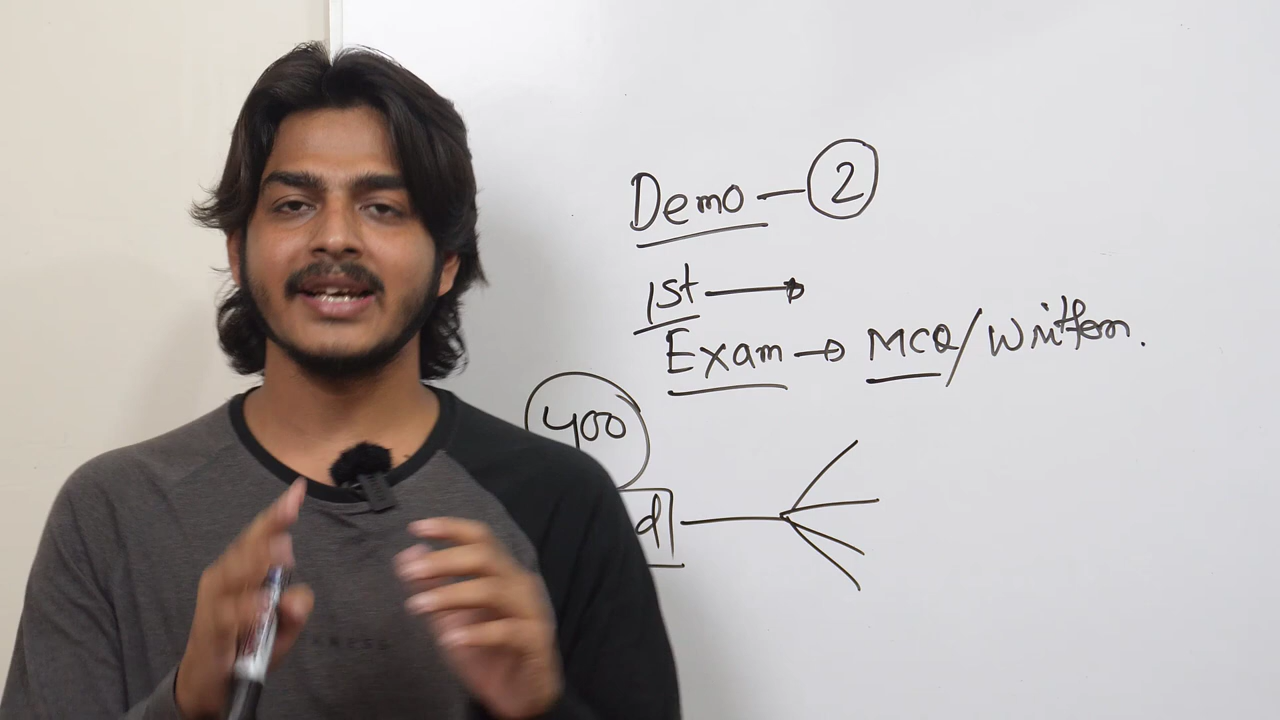 Demo — 2
1st →
Exam → MCQ/Written.
400
d